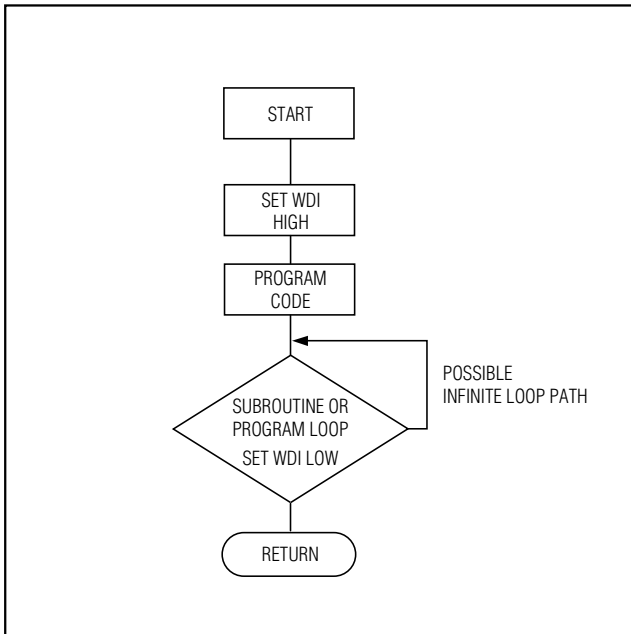 START
SET WDI
HIGH
PROGRAM
CODE
POSSIBLE
INFINITE LOOP PATH
SUBROUTINE OR
PROGRAM LOOP
SET WDI LOW
RETURN